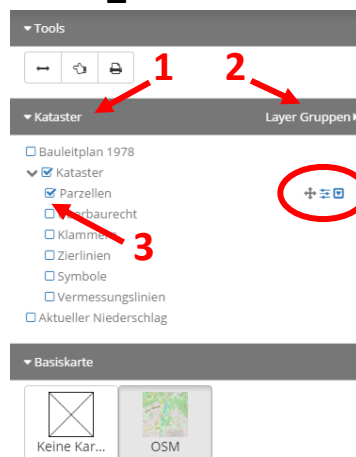 Tools
1
2
Kataster
Layer Gruppen
Bauleitplan 1978
Kataster
Parzellen
Überbaurecht
Klammern
3
Zierlinien
Symbole
Vermessungslinien
Aktueller Niederschlag
Basiskarte
Keine Kar...
OSM